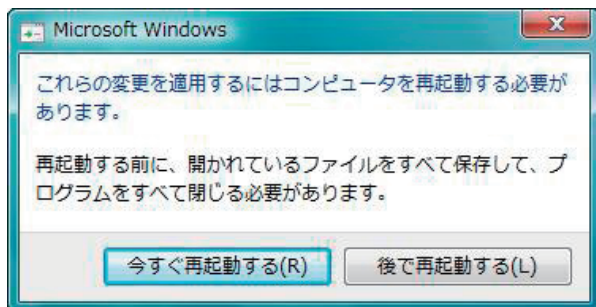 Microsoft Windows
これらの変更を適用するにはコンピュータを再起動する必要が
あります。
再起動する前に、開かれているファイルをすべて保存して、プ
ログラムをすべて閉じる必要があります。
今すぐ再起動する(R)
後で再起動する(L)